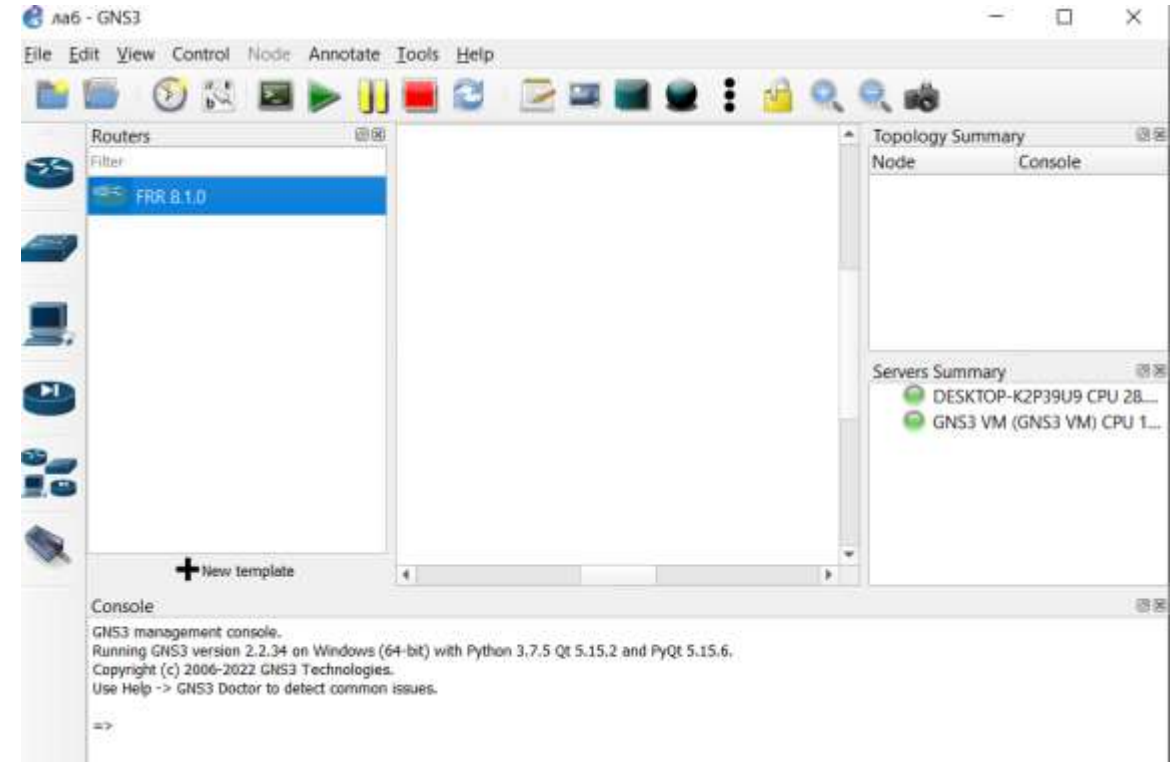 лаб - GNS3
File Edit View Control Node Annotate Tools Help
Routers
Filter
FRR 8.1.0
New template
Topology Summary
Node Console
Servers Summary
DESKTOP-K2P39U9 CPU 28....
GNS3 VM (GNS3 VM) CPU 1...
Console
GNS3 management console.
Running GNS3 version 2.2.34 on Windows (64-bit) with Python 3.7.5 Qt 5.15.2 and PyQt 5.15.6.
Copyright (c) 2006-2022 GNS3 Technologies.
Use Help -> GNS3 Doctor to detect common issues.
=>